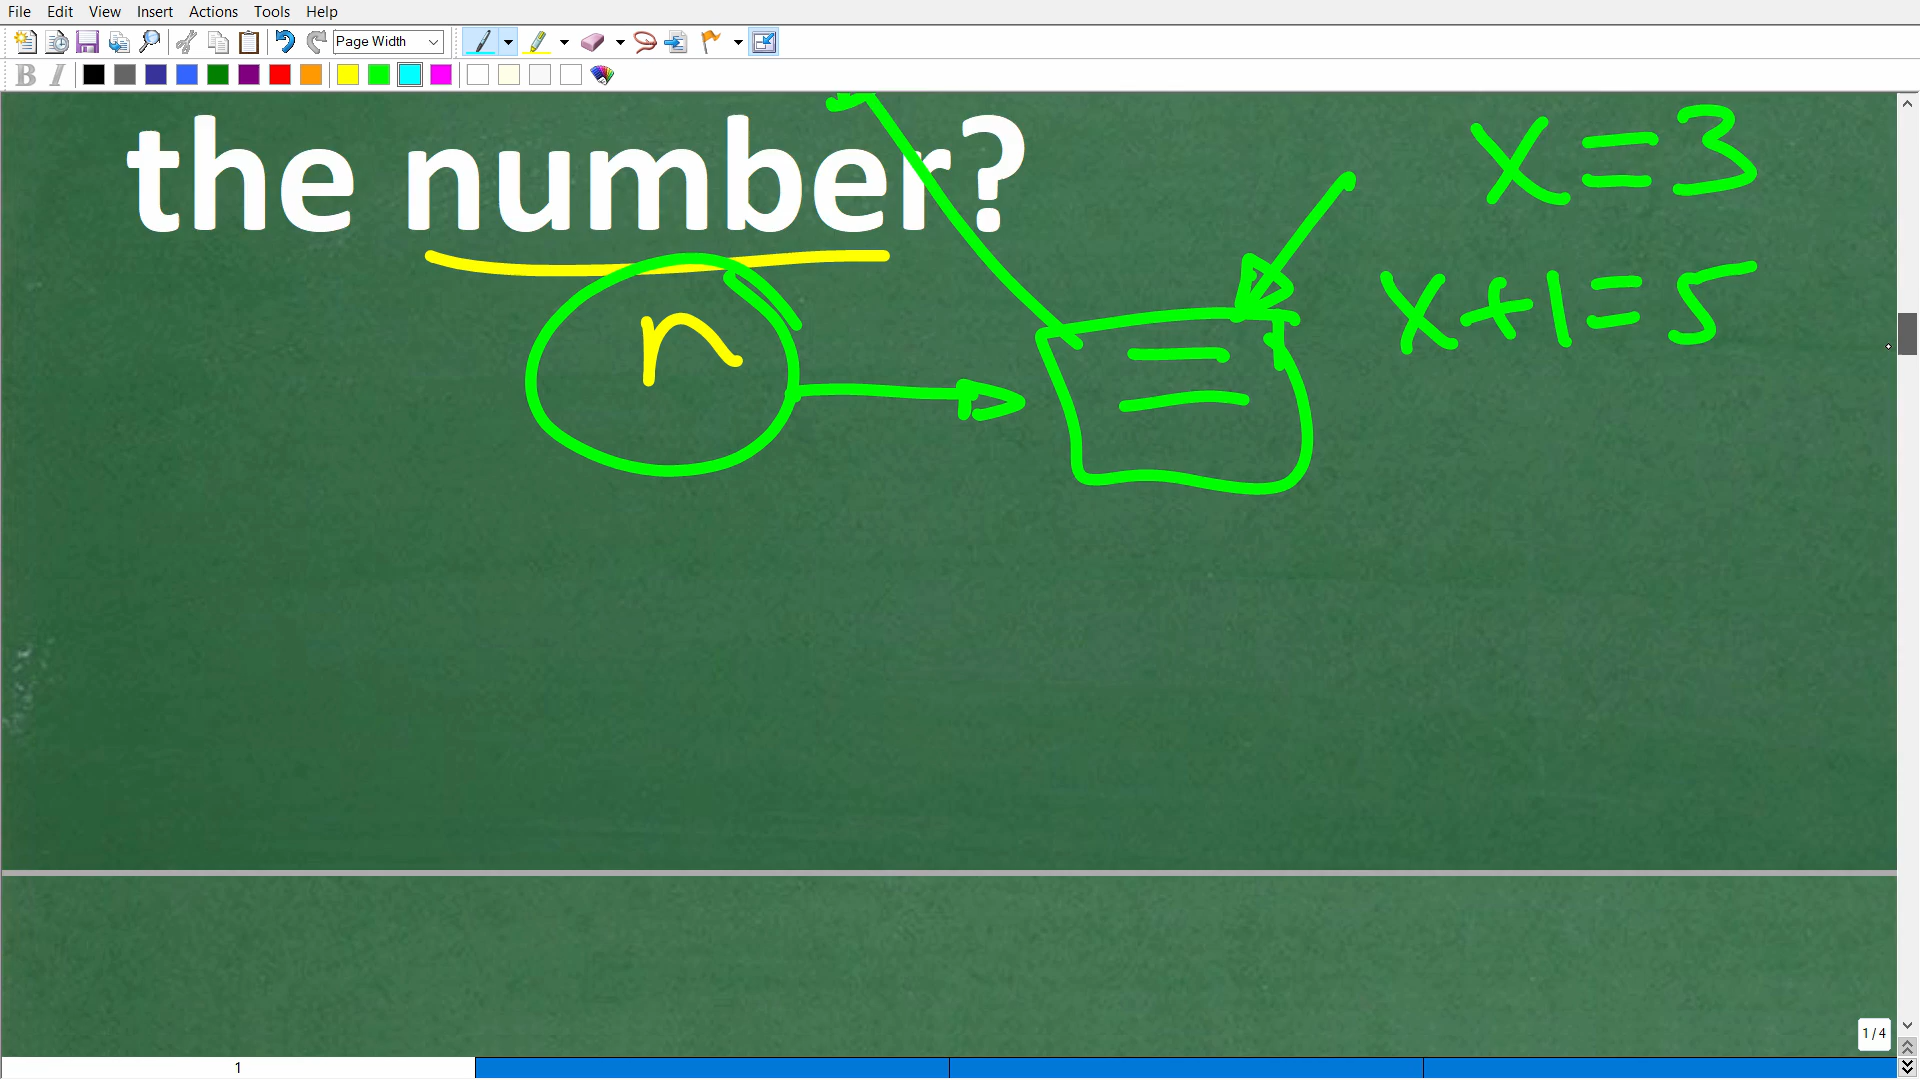 File Edit View Insert Actions Tools Help
Page Width
B I
the number?
x=3
x+1=5
n
=
1/4
1